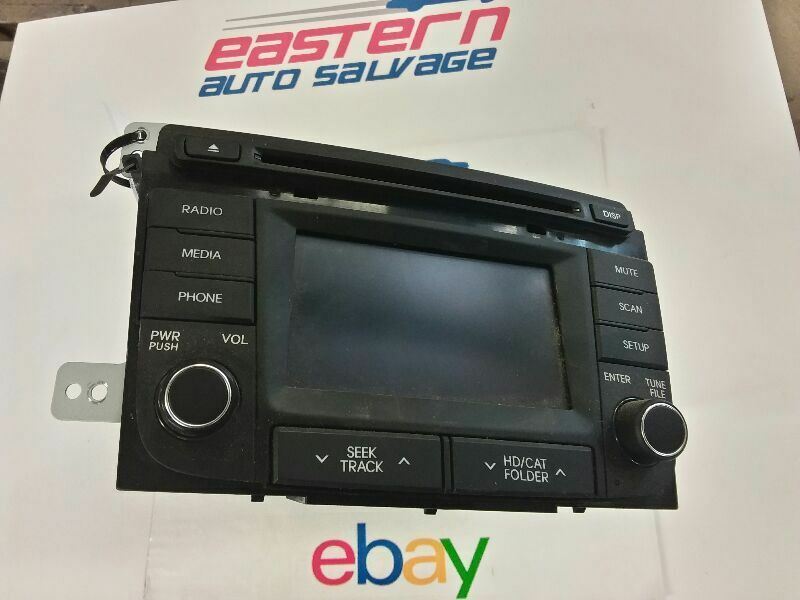 eastern
AUTO SALVAGE
DISP
RADIO
MEDIA
PHONE
PWR
PUSH
VOL
MUTE
SCAN
SETUP
ENTER
TUNE
FILE
SEEK
TRACK
HD/CAT
FOLDER
ebay